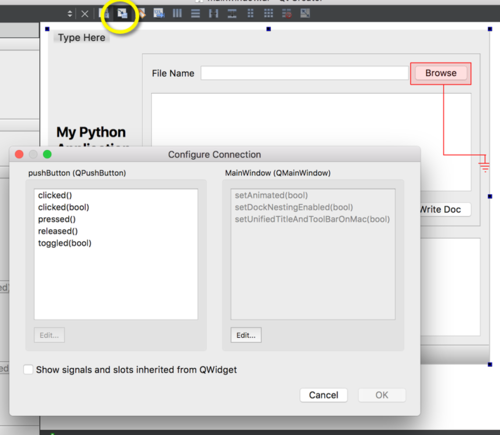 Type Here
File Name
Browse
My Python
Write Doc
Configure Connection
pushButton (QPushButton)
MainWindow (QMainWindow)
clicked()
clicked(bool)
pressed()
released()
toggled(bool)
setAnimated(bool)
setDockNestingEnabled(bool)
setUnifiedTitleAndToolBarOnMac(bool)
Edit...
Edit...
Show signals and slots inherited from QWidget
Cancel
OK